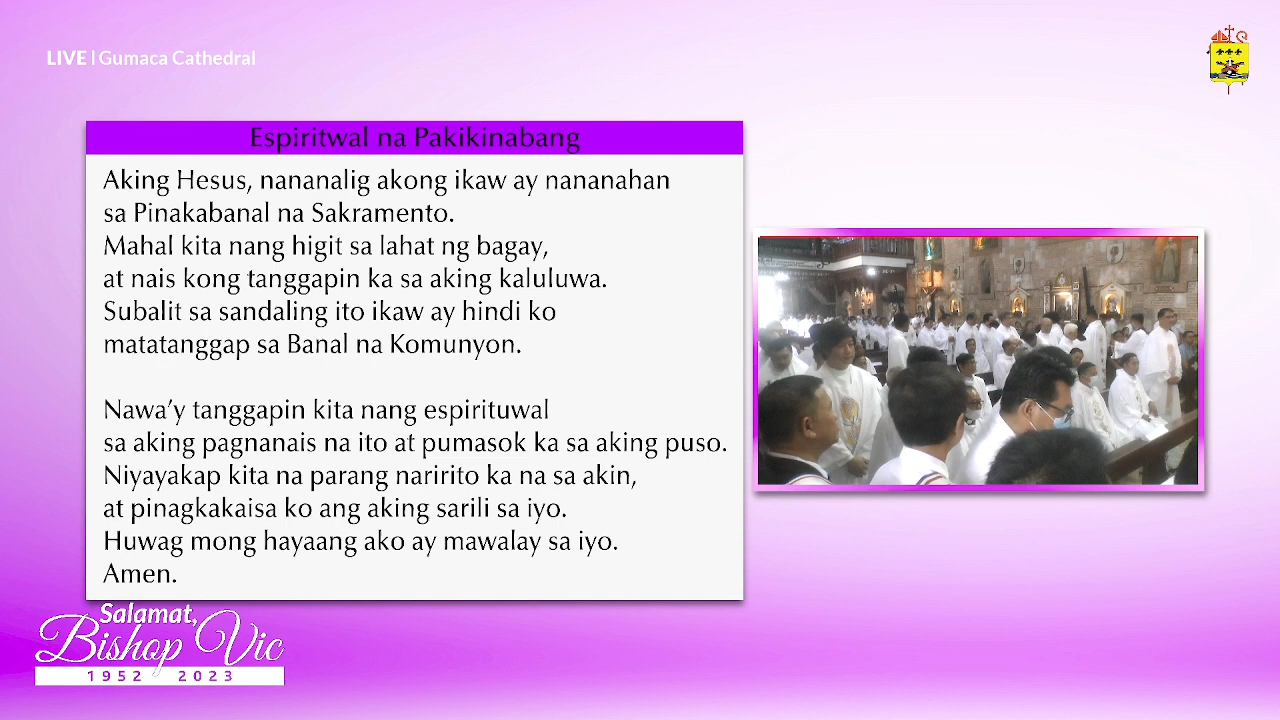 LIVE | Gumaca Cathedral
Espiritwal na Pakikinabang
Aking Hesus, nananalig akong ikaw ay nananahan
sa Pinakabanal na Sakramento.
Mahal kita nang higit sa lahat ng bagay,
at nais kong tanggapin ka sa aking kaluluwa.
Subalit sa sandaling ito ikaw ay hindi ko
matatanggap sa Banal na Komunyon.
Nawa'y tanggapin kita nang espirituwal
sa aking pagnanais na ito at pumasok ka sa aking puso.
Niyayakap kita na parang naririto ka na sa akin,
at pinagkakaisa ko ang aking sarili sa iyo.
Huwag mong hayaang ako ay mawalay sa iyo.
Amen.
Salamat,
Bishop Vic
1952 2023